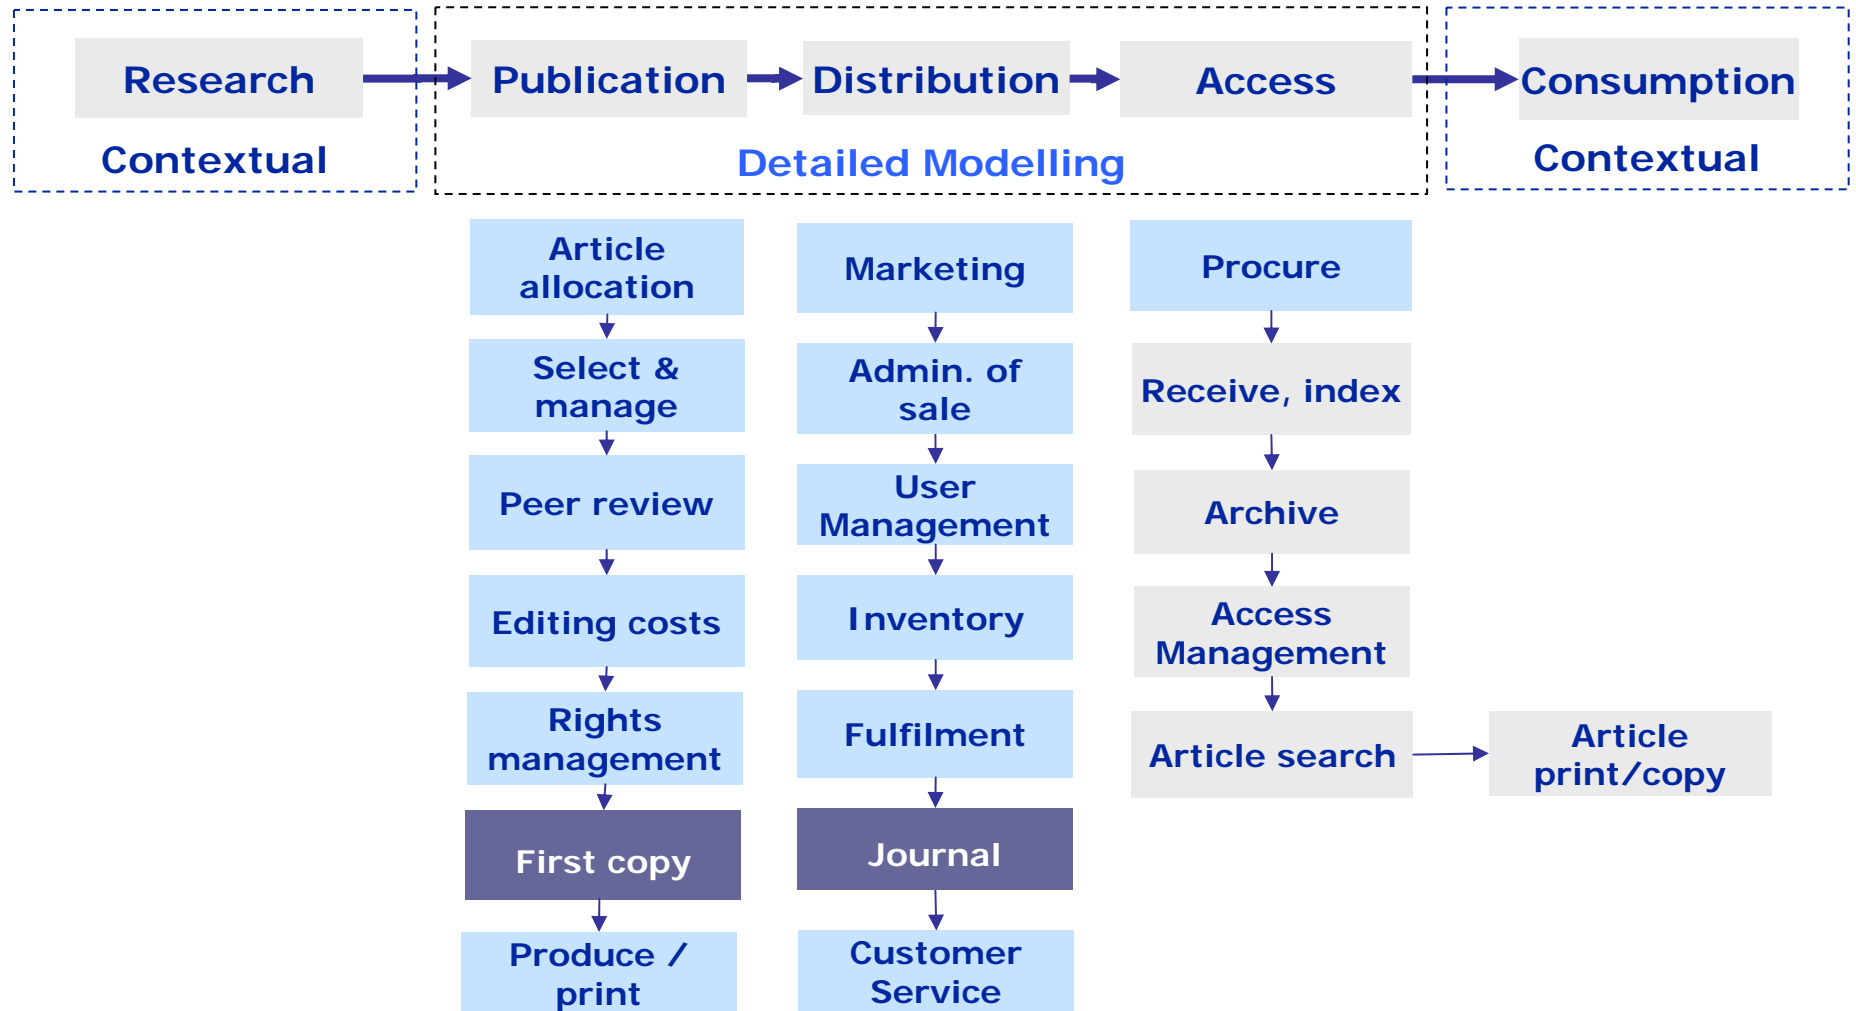 Research
Publication
Distribution
Access
Consumption
Contextual
Detailed Modelling
Contextual
Article
allocation
Select &
manage
Peer review
Editing costs
Rights
management
First copy
Produce /
print
Marketing
Admin. of
sale
User
Management
Inventory
Fulfilment
Journal
Customer
Service
Procure
Receive, index
Archive
Access
Management
Article search
Article
print/copy